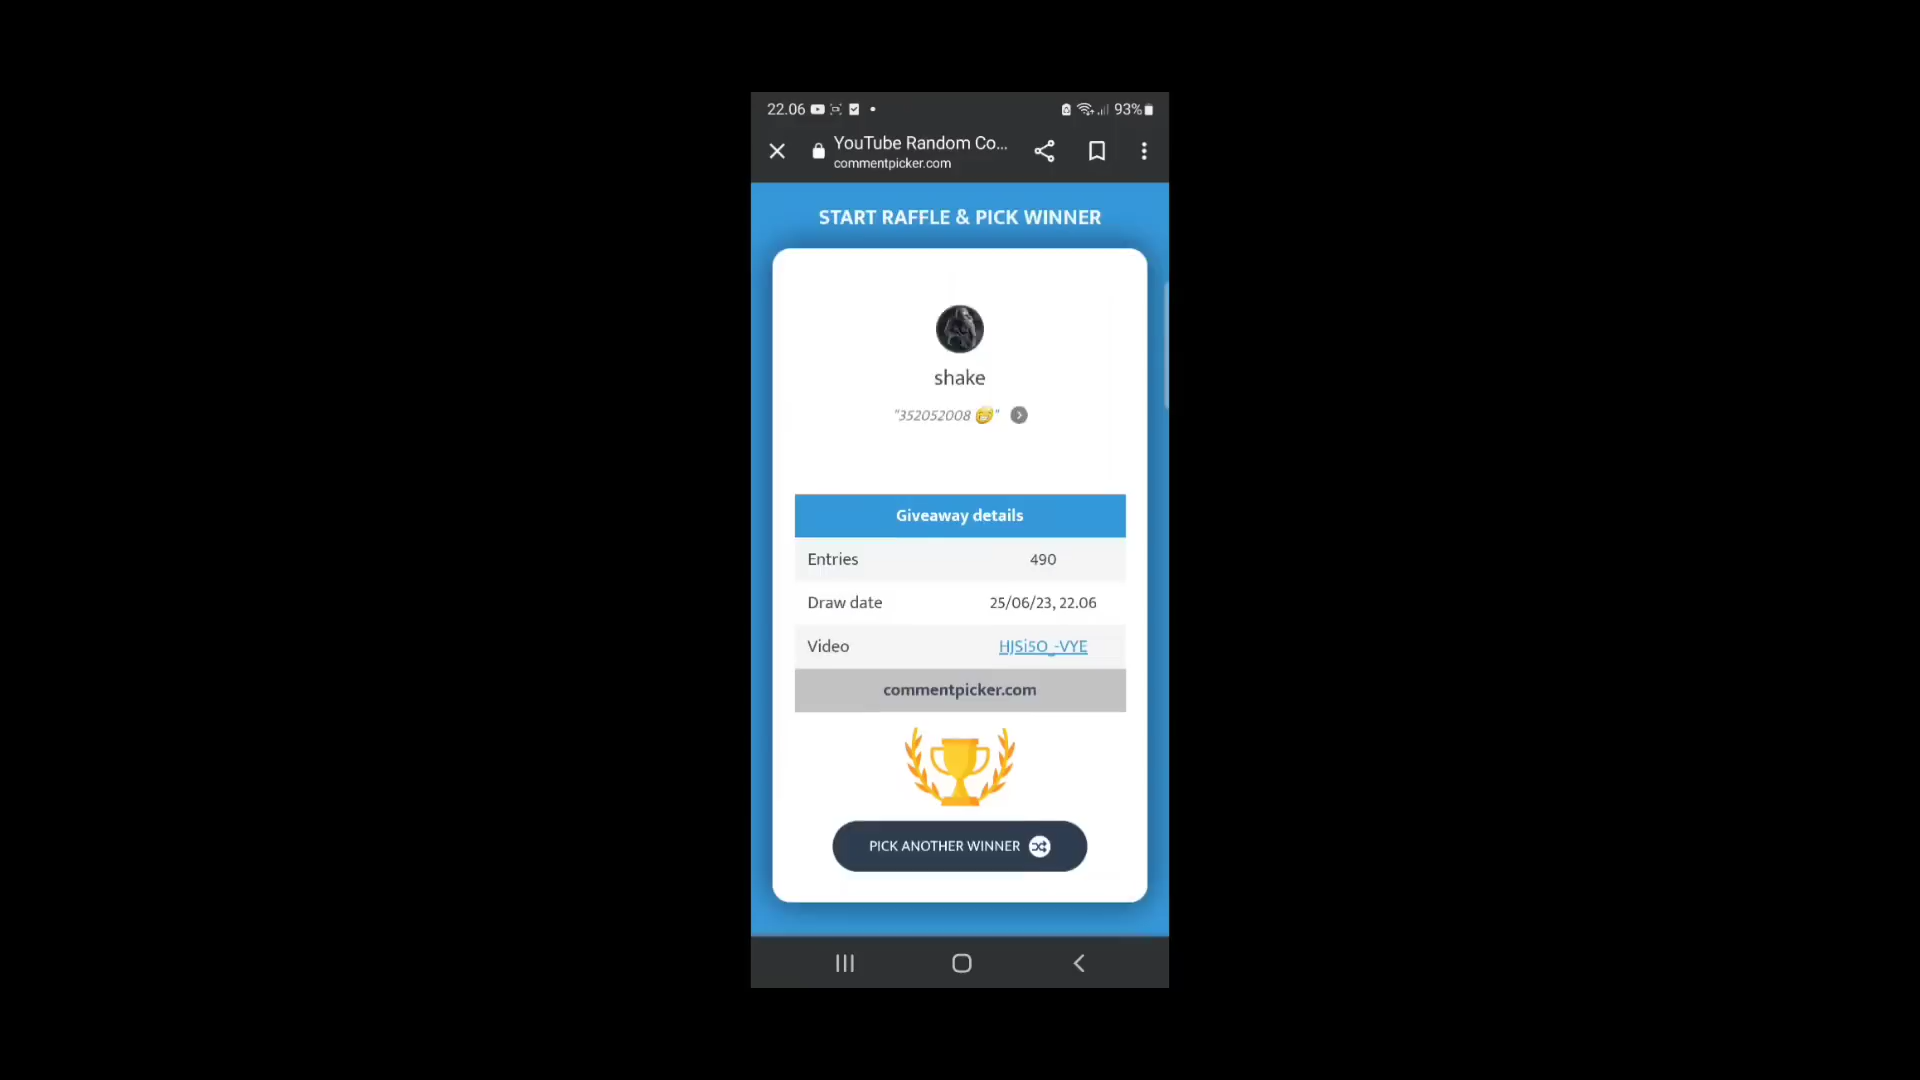 22.06 93%
YouTube Random Co...
commentpicker.com
START RAFFLE & PICK WINNER
shake
"352052008 😁"
Giveaway details
Entries 490
Draw date 25/06/23, 22.06
Video HJSi5O_-VYE
commentpicker.com
PICK ANOTHER WINNER